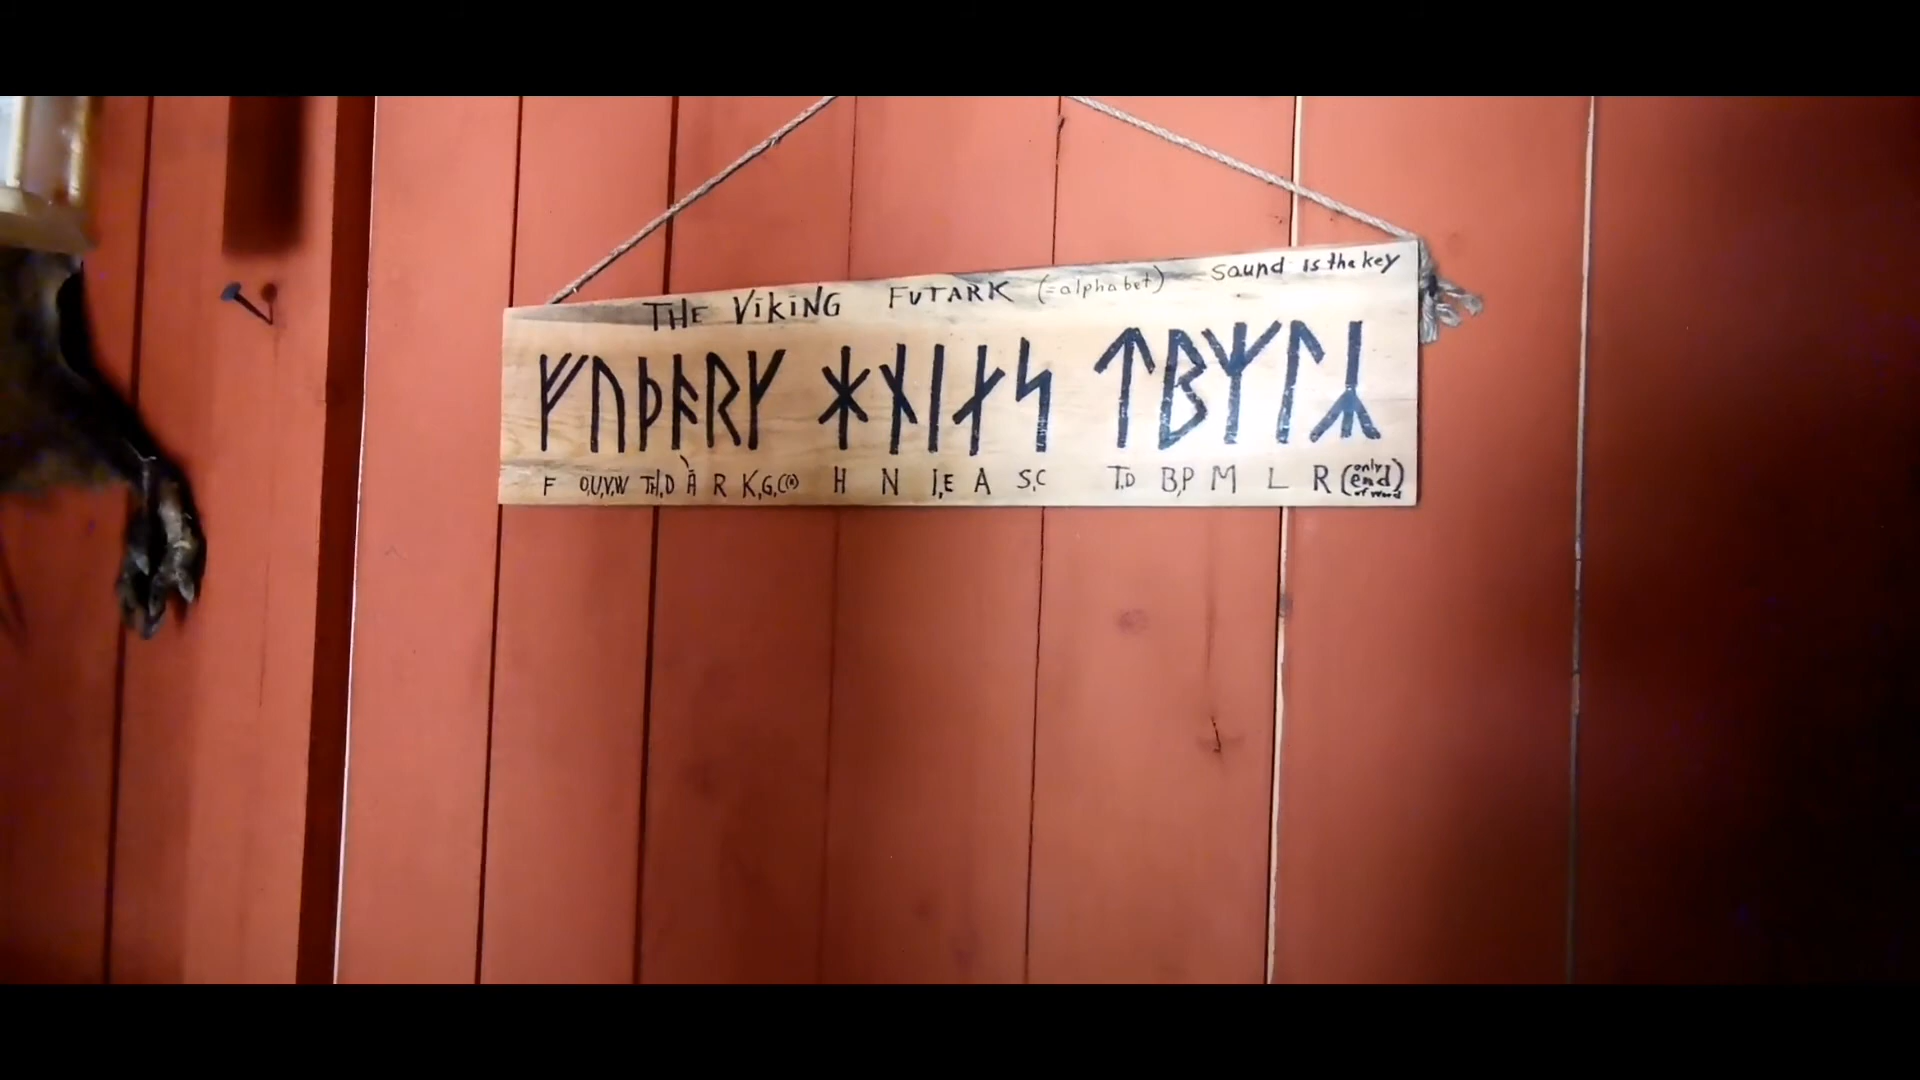 THE VIKING FUTARK (=alphabet) Sound is the key
ᚠᚢᚦᚬᚱᚴ ᚼᚾᛁᛅᛋ ᛏᛒᛘᛚᛦ
F O,U,V,W TH,D Å R K,G,C(Q) H N I,E A S,C T,D B,P M L R (only end of word)